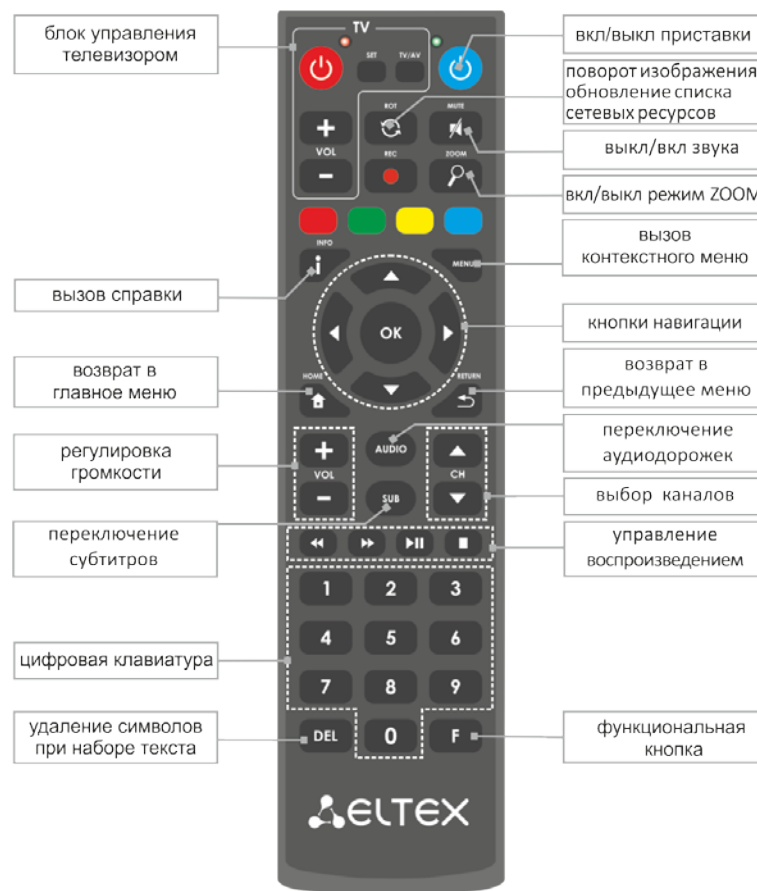 блок управления
телевизором
TV
SET
TV/AV
вкл/выкл приставки
поворот изображения
обновление списка
сетевых ресурсов
ROT
MUTE
VOL
REC
ZOOM
выкл/вкл звука
вкл/выкл режим ZOOM
INFO
i
MENU
вызов
контекстного меню
вызов справки
OK
кнопки навигации
возврат в
главное меню
HOME
RETURN
возврат в
предыдущее меню
регулировка
громкости
VOL
AUDIO
CH
SUB
переключение
аудиодорожек
выбор каналов
переключение
субтитров
управление
воспроизведением
1 2 3
4 5 6
7 8 9
цифровая клавиатура
удаление символов
при наборе текста
DEL 0 F
функциональная
кнопка
ELTEX